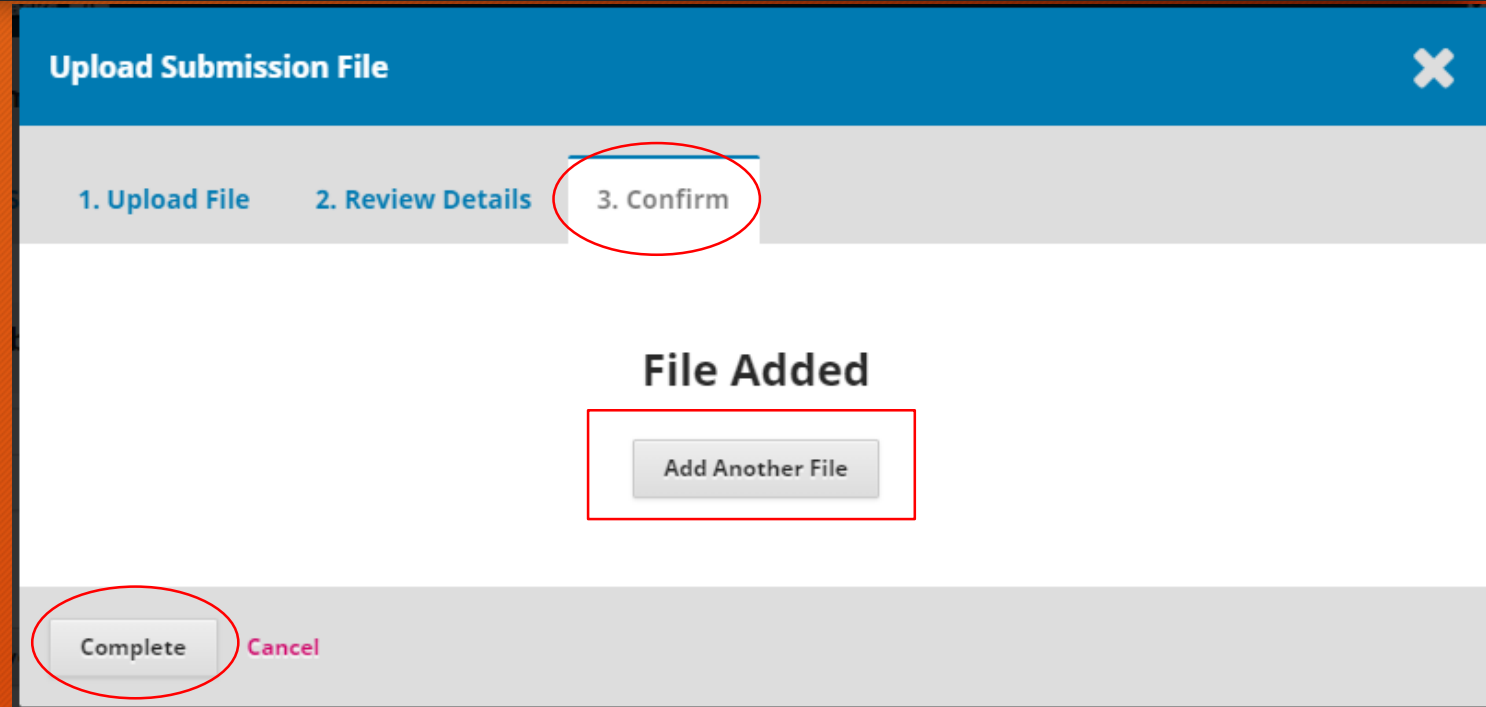 Upload Submission File
1. Upload File 2. Review Details 3. Confirm
File Added
Add Another File
Complete Cancel